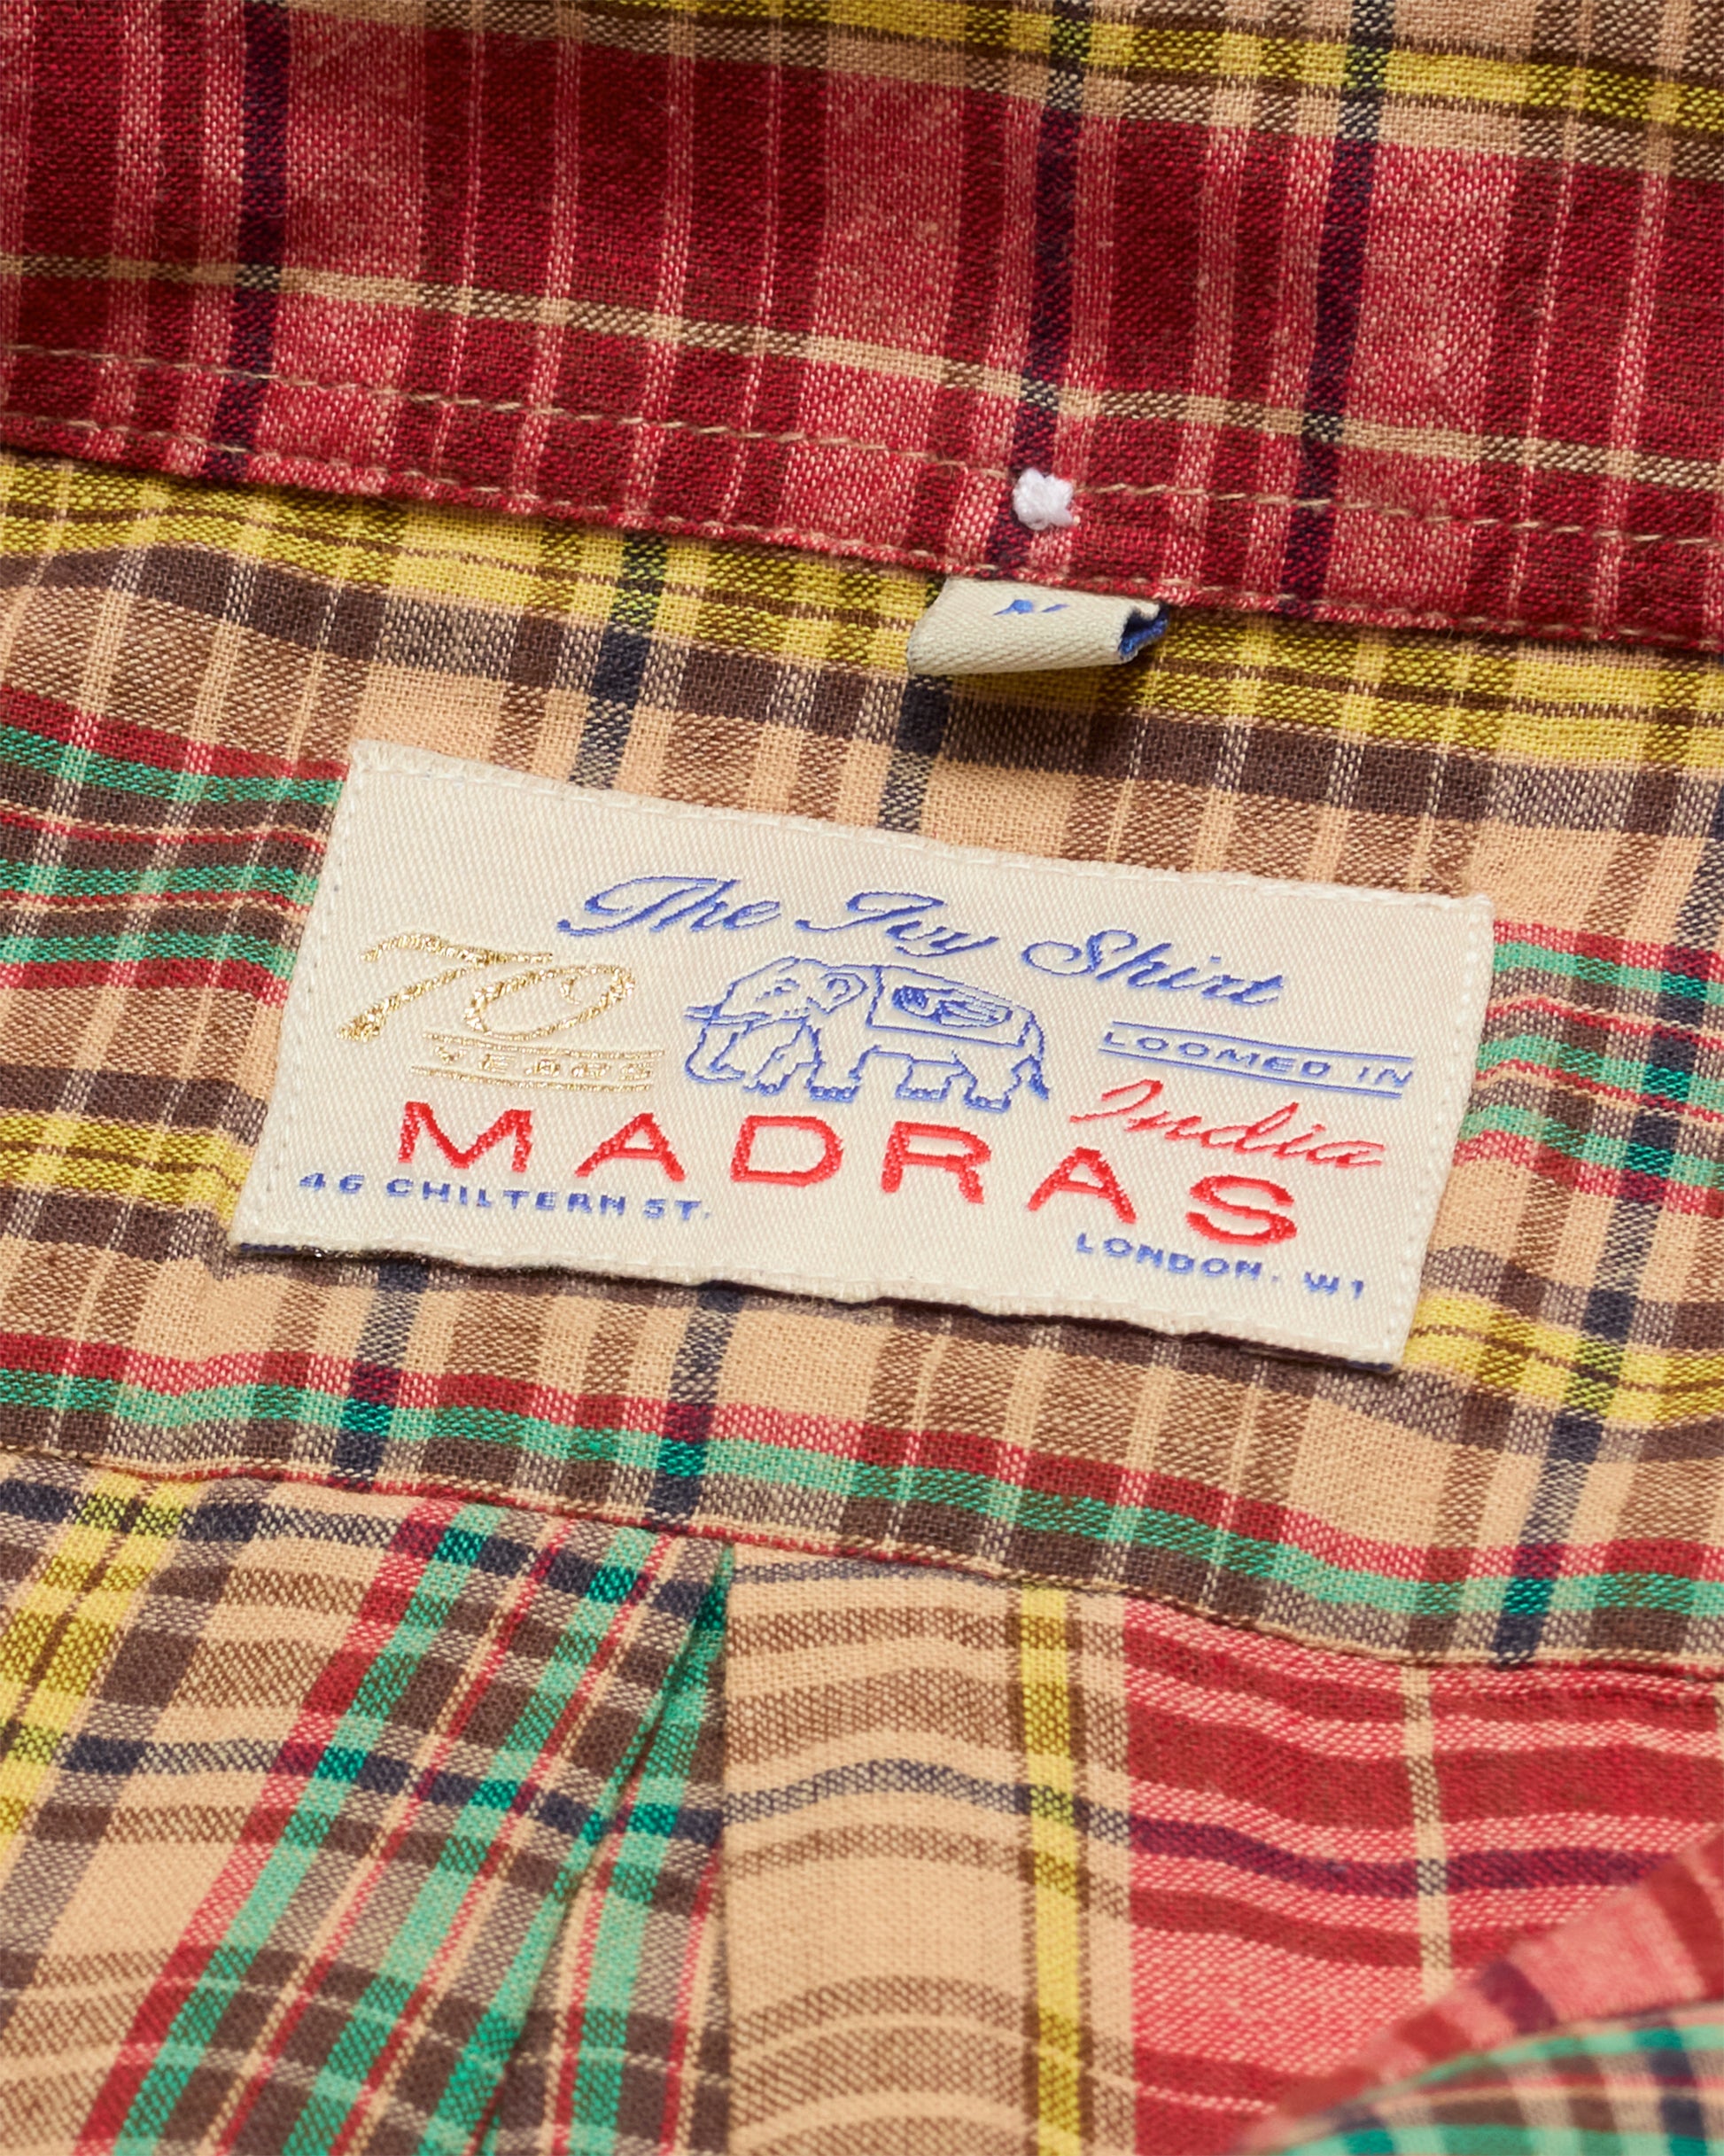 The Ivy Shirt
70
YEARS
LOOMED IN
India
MADRAS
46 CHILTERN ST.
LONDON. W1